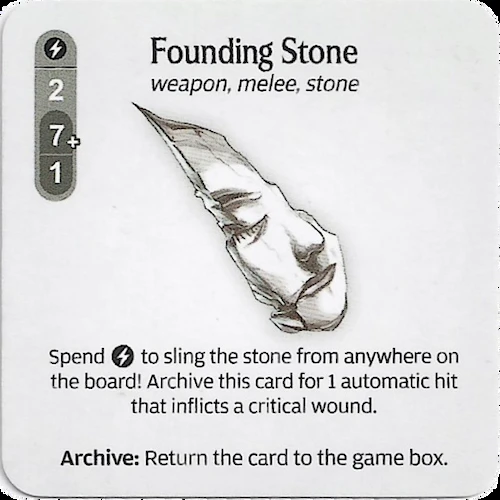 Founding Stone
weapon, melee, stone
2
7+
1
Spend to sling the stone from anywhere on
the board! Archive this card for 1 automatic hit
that inflicts a critical wound.
Archive: Return the card to the game box.